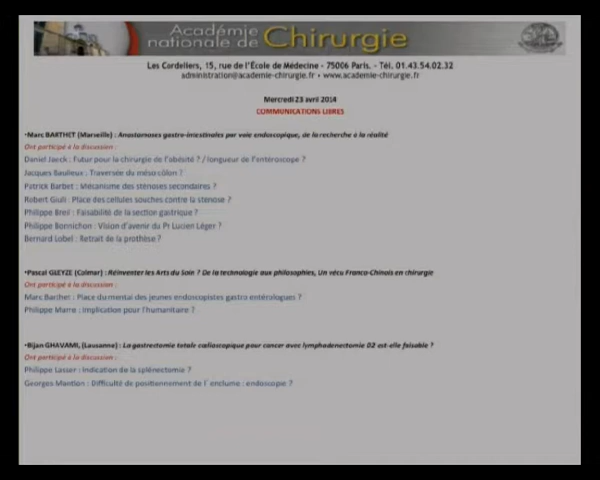 Académie
nationale de Chirurgie
Les Cordeliers, 15, rue de l'École de Médecine - 75006 Paris. - Tél. 01.43.54.02.32
administration@academie-chirurgie.fr • www.academie-chirurgie.fr
Mercredi 23 avril 2014
COMMUNICATIONS LIBRES
•Marc BARTHET (Marseille) : Anastomoses gastro-intestinales par voie endoscopique, de la recherche à la réalité
Ont participé à la discussion :
Daniel Jaeck : Futur pour la chirurgie de l'obésité ? / longueur de l'entéroscope ?
Jacques Baulieux : Traversée du méso côlon ?
Patrick Barbet : Mécanisme des sténoses secondaires ?
Robert Giuli : Place des cellules souches contre la sténose ?
Philippe Breil : Faisabilité de la section gastrique ?
Philippe Bornichon : Vision d'avenir du Pr Lucien Léger ?
Bernard Lobel : Retrait de la prothèse ?
•Pascal GLEYZE (Colmar) : Réinventer les Arts du Soin ? De la technologie aux philosophies, Un vécu Franco-Chinois en chirurgie
Ont participé à la discussion :
Marc Barthet : Place du mental des jeunes endoscopistes gastro entérologues ?
Philippe Marre : Implication pour l'humanitaire ?
•Bijan GHAVAMI, (Lausanne) : La gastrectomie totale cœlioscopique pour cancer avec lymphadenectomie D2 est-elle faisable ?
Ont participé à la discussion :
Philippe Lasser : Indication de la splénectomie ?
Georges Mantion : Difficulté de positionnement de l'enclume : endoscopie ?